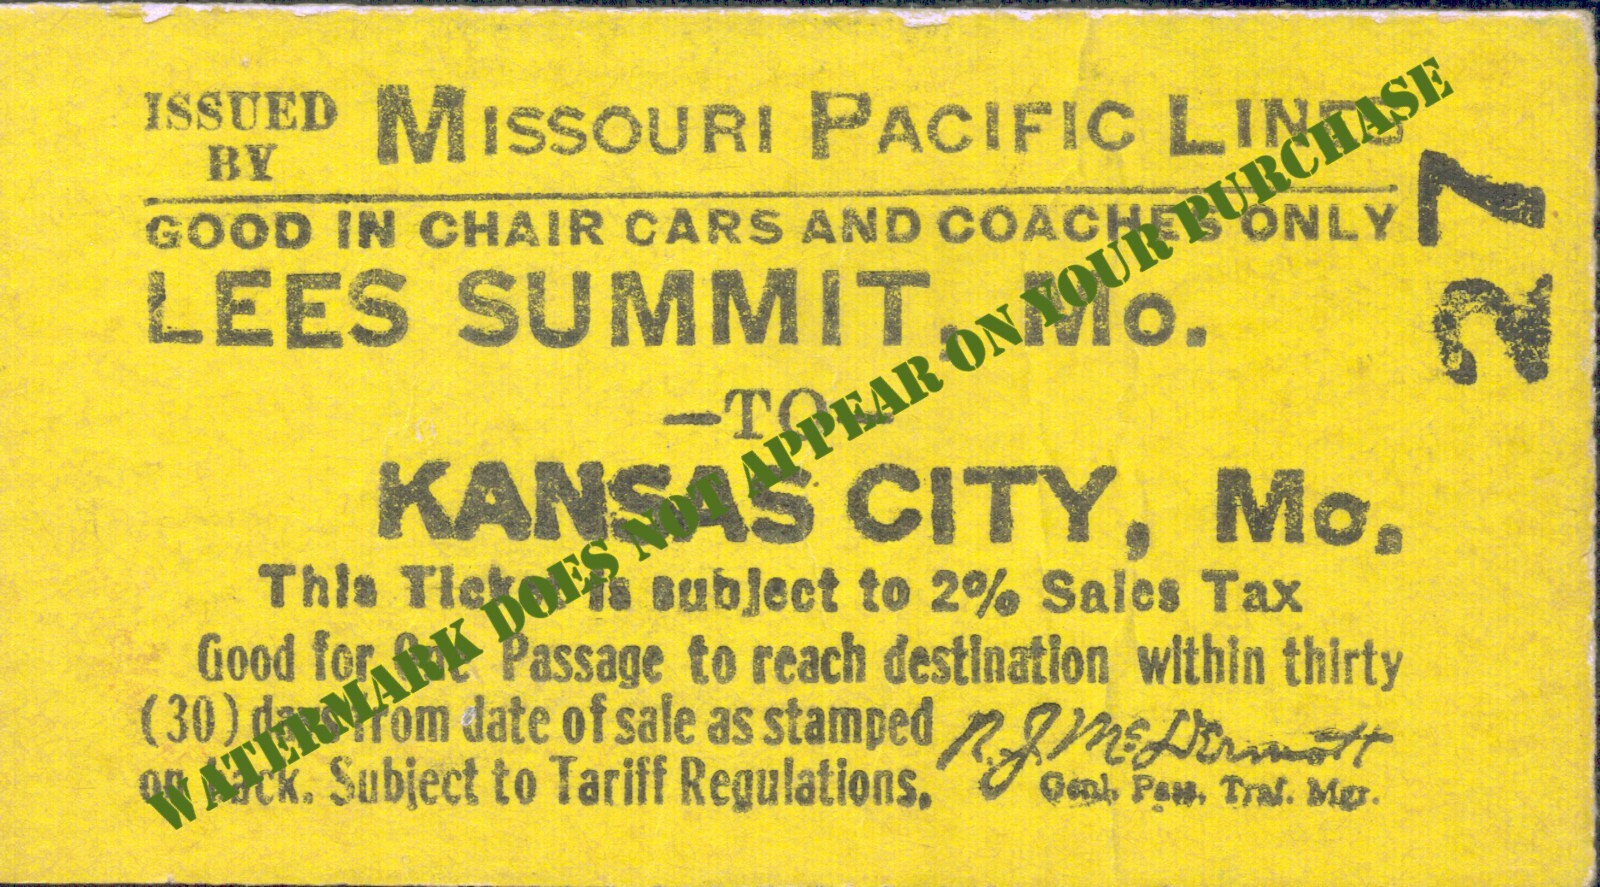 ISSUED BY MISSOURI PACIFIC LINES
GOOD IN CHAIR CARS AND COACHES ONLY
LEES SUMMIT, Mo.
—TO—
KANSAS CITY, Mo.
This Ticket is subject to 2% Sales Tax
Good for One Passage to reach destination within thirty
(30) days from date of sale as stamped
on back. Subject to Tariff Regulations.
R. J. McDermott
Genl. Pass. Traf. Mgr.
27
WATERMARK DOES NOT APPEAR ON YOUR PURCHASE